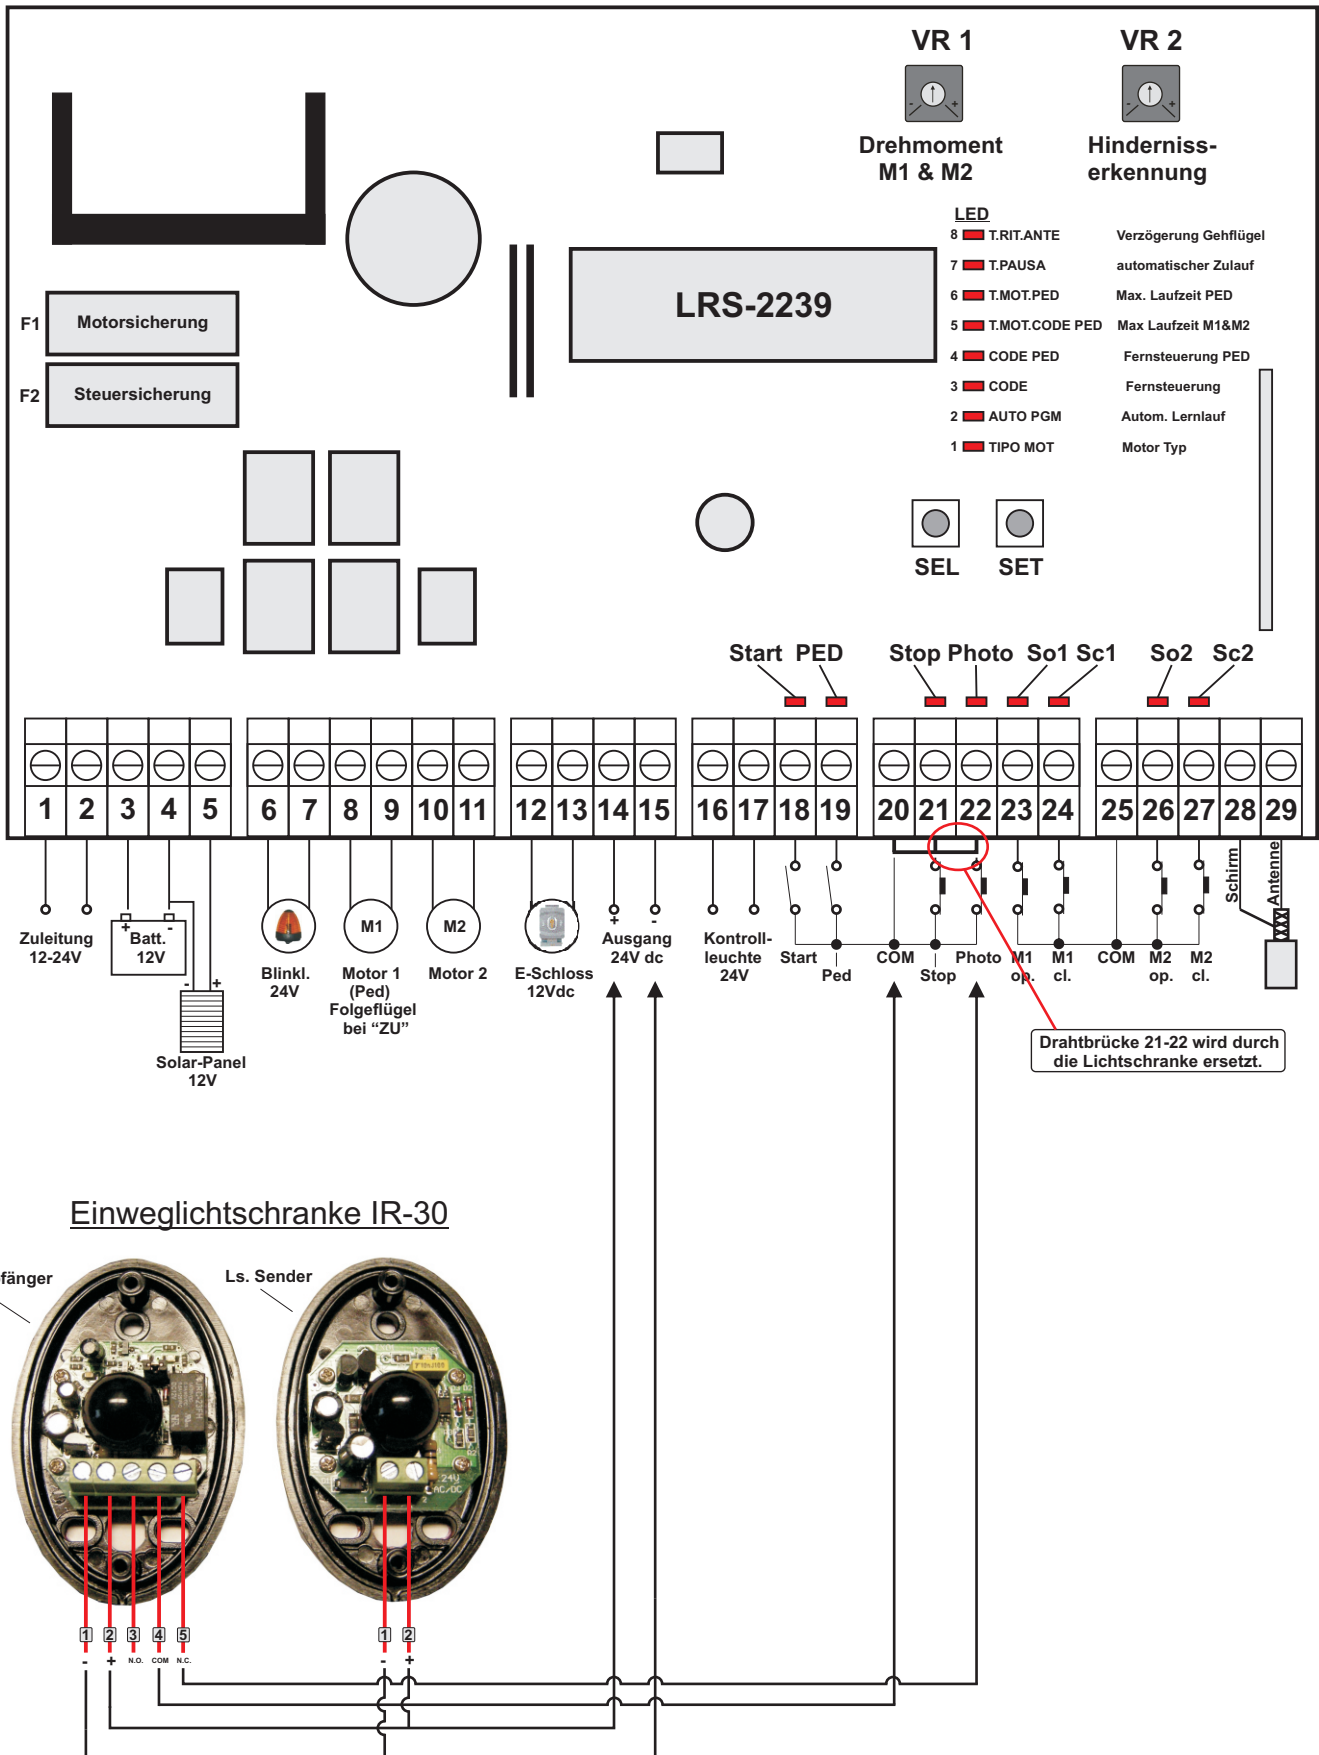 VR 1
VR 2
- +
- +
Drehmoment
M1 & M2
Hinderniss-
erkennung
LED
8 T.RIT.ANTE Verzögerung Gehflügel
7 T.PAUSA automatischer Zulauf
6 T.MOT.PED Max. Laufzeit PED
5 T.MOT.CODE PED Max Laufzeit M1&M2
4 CODE PED Fernsteuerung PED
3 CODE Fernsteuerung
2 AUTO PGM Autom. Lernlauf
1 TIPO MOT Motor Typ
LRS-2239
F1 Motorsicherung
F2 Steuersicherung
SEL SET
Start PED Stop Photo So1 Sc1 So2 Sc2
1 2 3 4 5 6 7 8 9 10 11 12 13 14 15 16 17 18 19 20 21 22 23 24 25 26 27 28 29
Schirm
Antenne
Zuleitung
12-24V
+ -
Batt.
12V
- +
Solar-Panel
12V
Blinkl.
24V
M1
Motor 1
(Ped)
Folgeflügel
bei “ZU”
M2
Motor 2
E-Schloss
12Vdc
+ -
Ausgang
24V dc
Kontroll-
leuchte
24V
Start
Ped
COM
Stop
Photo
M1
op.
M1
cl.
COM
M2
op.
M2
cl.
Drahtbrücke 21-22 wird durch
die Lichtschranke ersetzt.
Einweglichtschranke IR-30
fänger
Ls. Sender
24V
AC/DC
1 2
1 2 3 4 5
- + N.O. COM N.C.
1 2
- +